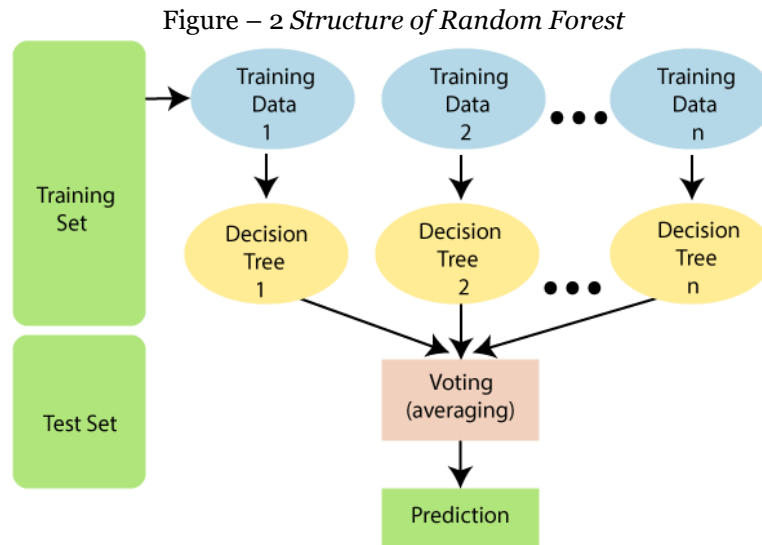 Figure – 2 Structure of Random Forest
Training
Set
Test Set
Training
Data
1
Training
Data
2
Training
Data
n
Decision
Tree
1
Decision
Tree
2
Decision
Tree
n
Voting
(averaging)
Prediction